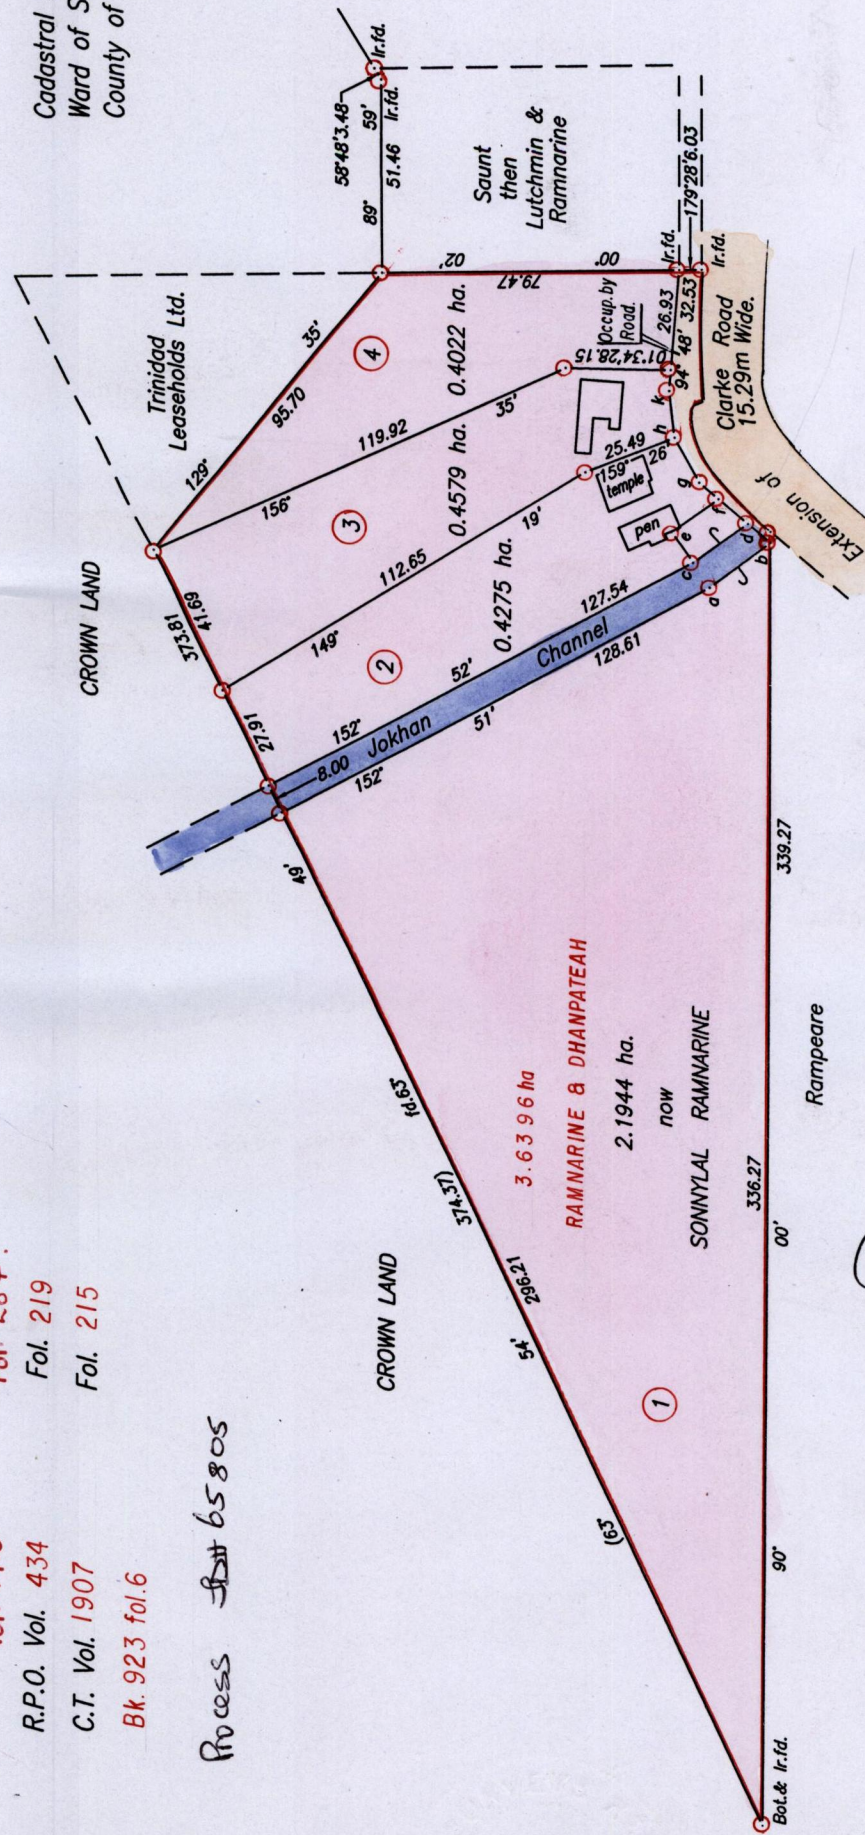 Cadastral
Ward of S
County of
Fol. 219
R.P.O. Vol. 434
C.T. Vol. 1907
Fol. 215
Bk. 923 fol.6
Process 65805
CROWN LAND
Trinidad
Leaseholds Ltd.
Saunt
then
Lutchmin &
Ramnarine
58°48'3.48
89° 59'
51.46
Ir.fd.
Ir.fd.
02' 00'
79.47
Ir.fd.
179°28'6.03
Ir.fd.
129° 35'
95.70
4
0.4022 ha.
156° 119.92 35'
3
0.4579 ha.
Occup. by
Road.
01°34'28.15
26.93
94° 48' 32.53
Clarke Road
15.29m Wide.
Extension of
373.81
41.69
149° 112.65 19'
25.49
159° 26'
temple
pen
k
h
g
f
e
d
c
b
a
2
0.4275 ha.
27.91
152° 52' 127.54
Jokhan Channel
8.00
152° 51' 128.61
49'
fd.63°
374.37)
296.21
54'
(63°
CROWN LAND
3.6396ha
RAMNARINE & DHANPATEAH
2.1944 ha.
now
SONNYLAL RAMNARINE
1
336.27
339.27
90° 00'
Rampeare
Bot.& Ir.fd.